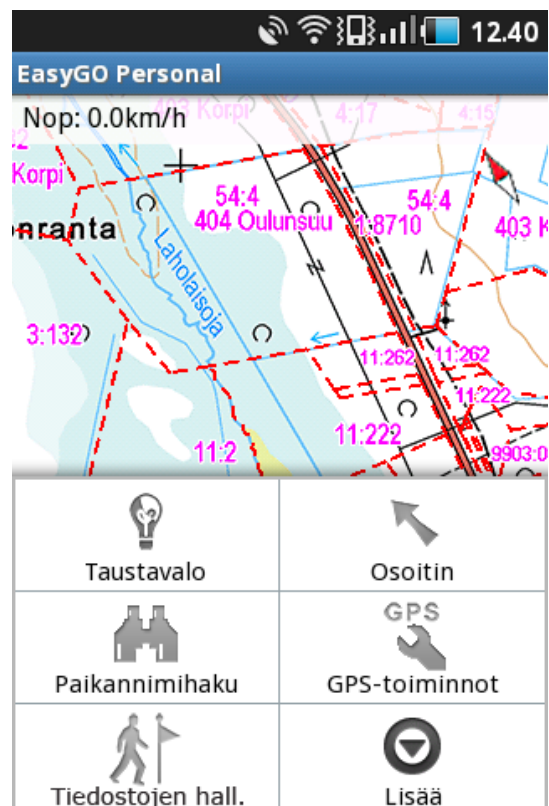 12.40
EasyGO Personal
Nop: 0.0km/h
403 Korpi
4:17
4:15
Korpi
54:4
404 Oulunsuu
1:8710
54:4
403 K
nranta
Laholaisoja
N
3:132
11:262
11:262
11:222
11:2
11:222
9903:0
Taustavalo
Osoitin
GPS
Paikannimihaku
GPS-toiminnot
Tiedostojen hall.
Lisää